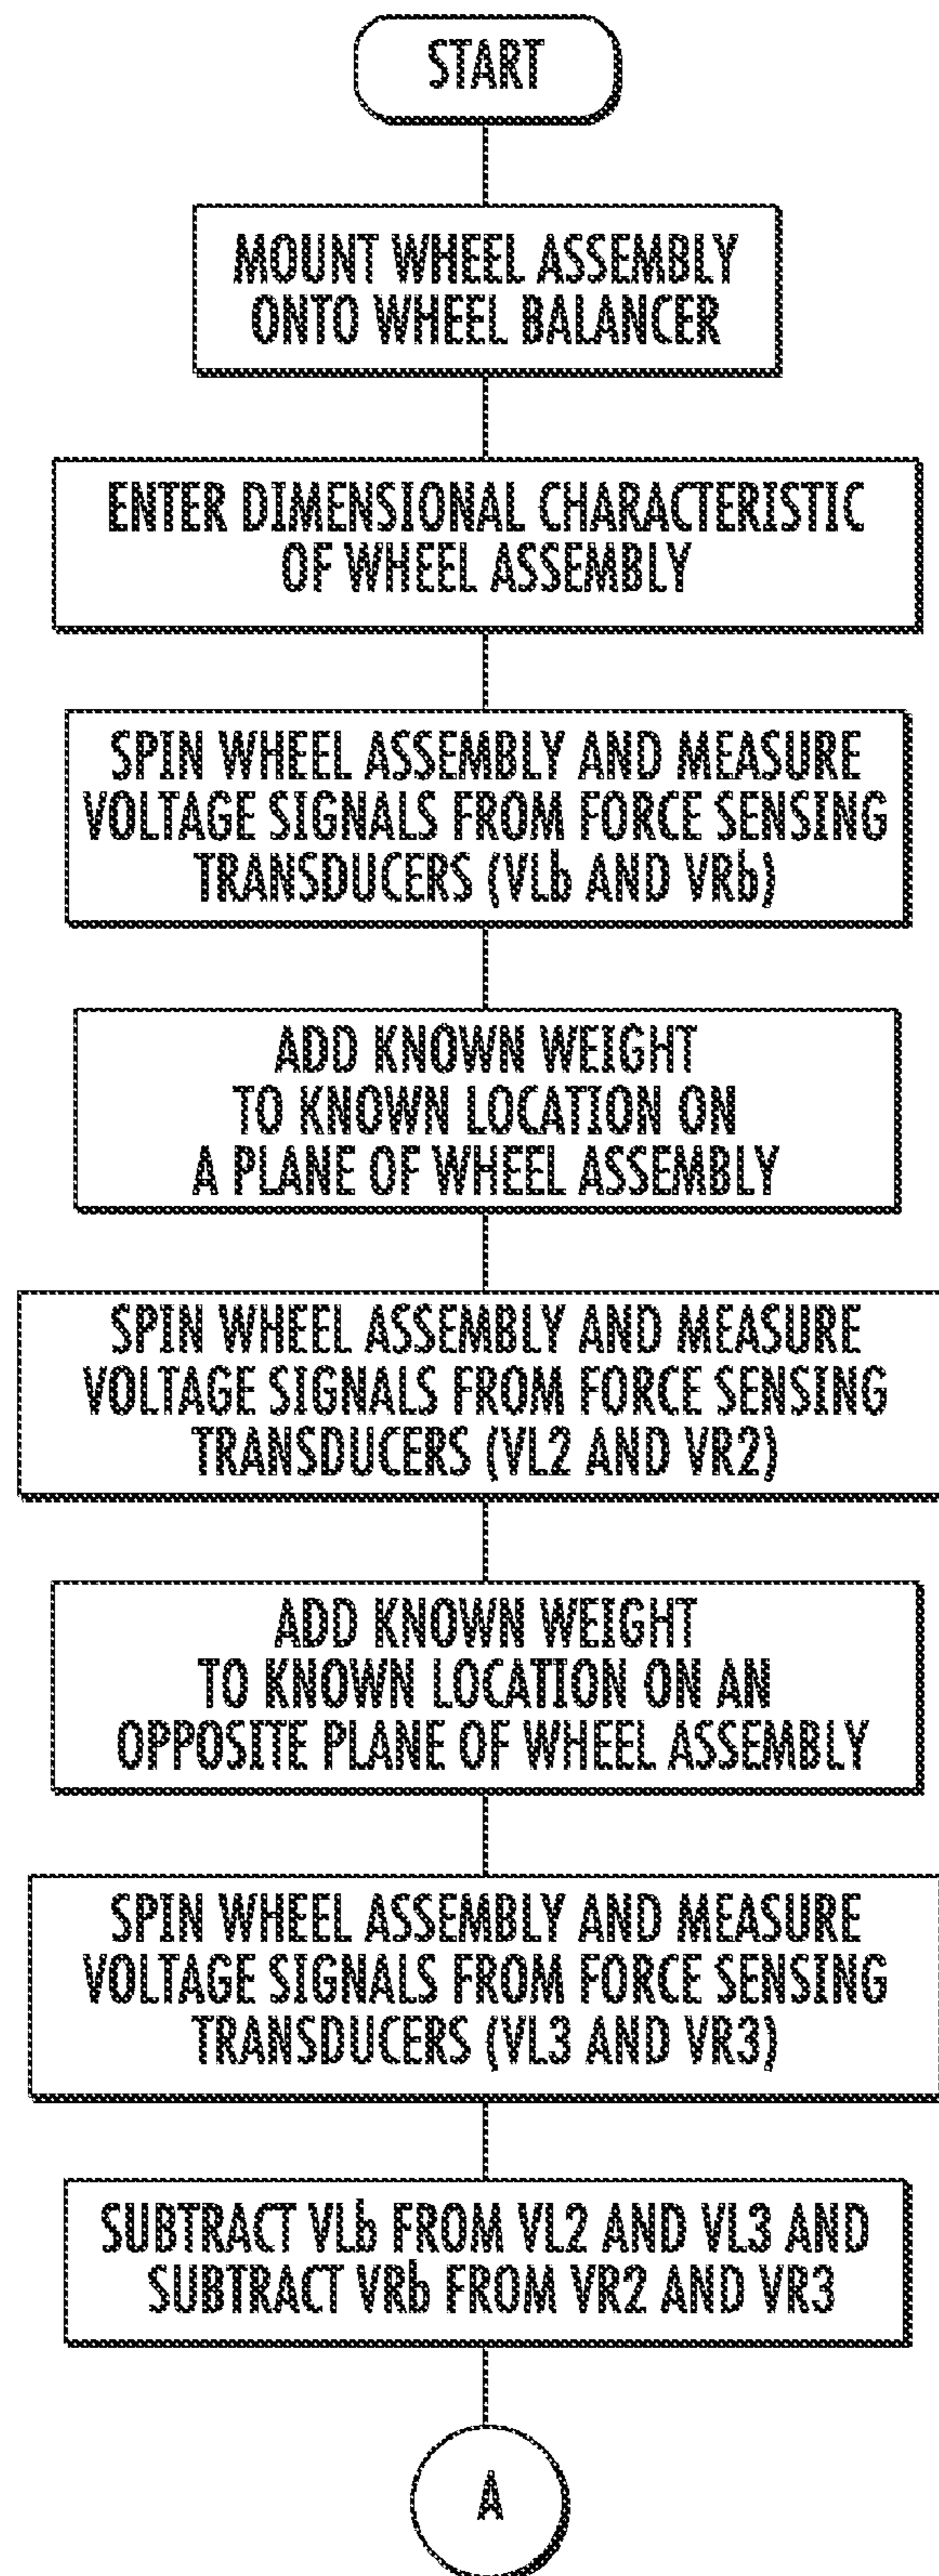 START
MOUNT WHEEL ASSEMBLY
ONTO WHEEL BALANCER
ENTER DIMENSIONAL CHARACTERISTIC
OF WHEEL ASSEMBLY
SPIN WHEEL ASSEMBLY AND MEASURE
VOLTAGE SIGNALS FROM FORCE SENSING
TRANSDUCERS (VLb AND VRb)
ADD KNOWN WEIGHT
TO KNOWN LOCATION ON
A PLANE OF WHEEL ASSEMBLY
SPIN WHEEL ASSEMBLY AND MEASURE
VOLTAGE SIGNALS FROM FORCE SENSING
TRANSDUCERS (VL2 AND VR2)
ADD KNOWN WEIGHT
TO KNOWN LOCATION ON AN
OPPOSITE PLANE OF WHEEL ASSEMBLY
SPIN WHEEL ASSEMBLY AND MEASURE
VOLTAGE SIGNALS FROM FORCE SENSING
TRANSDUCERS (VL3 AND VR3)
SUBTRACT VLb FROM VL2 AND VL3 AND
SUBTRACT VRb FROM VR2 AND VR3
A